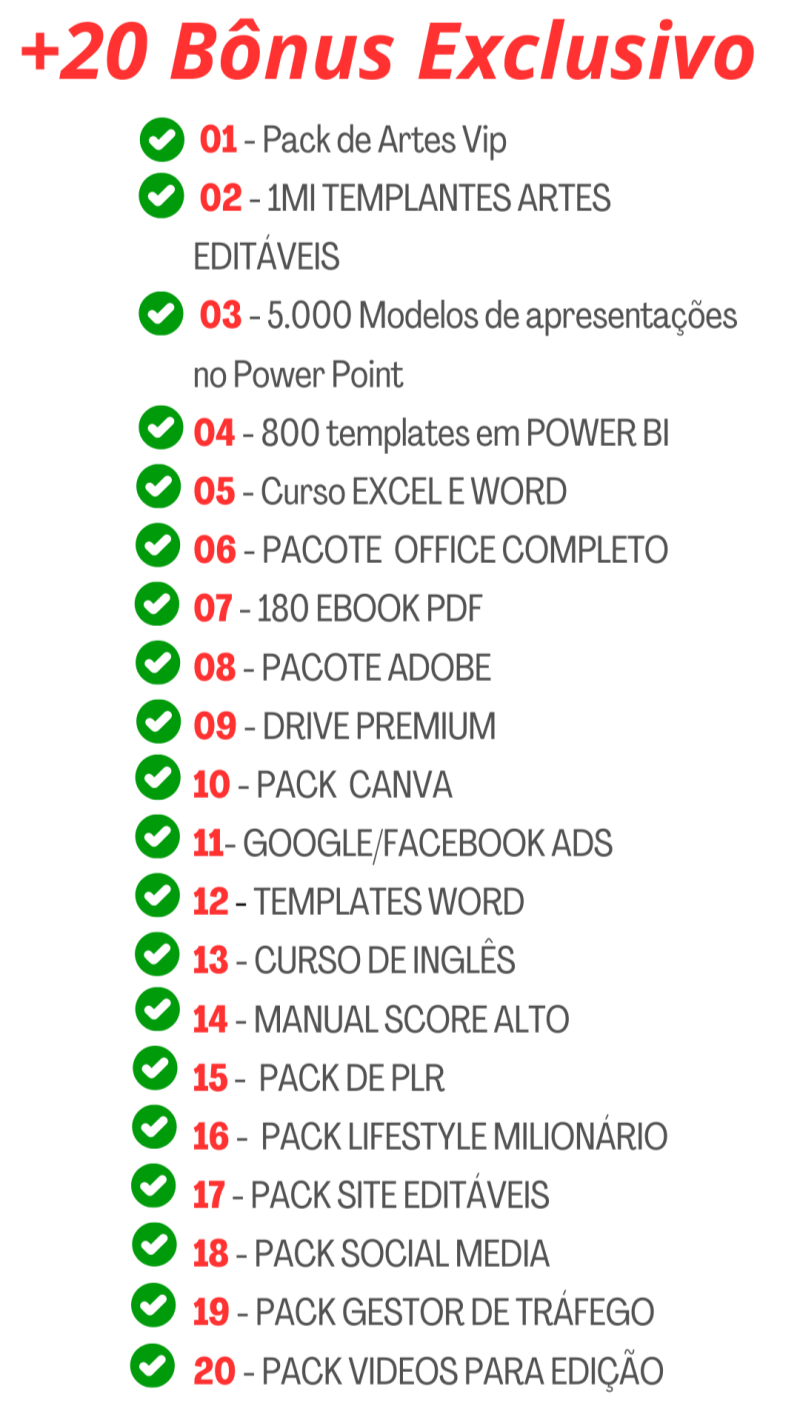 +20 Bônus Exclusivo
01 - Pack de Artes Vip
02 - 1MI TEMPLANTES ARTES
EDITÁVEIS
03 - 5.000 Modelos de apresentações
no Power Point
04 - 800 templates em POWER BI
05 - Curso EXCEL E WORD
06 - PACOTE OFFICE COMPLETO
07 - 180 EBOOK PDF
08 - PACOTE ADOBE
09 - DRIVE PREMIUM
10 - PACK CANVA
11- GOOGLE/FACEBOOK ADS
12 - TEMPLATES WORD
13 - CURSO DE INGLÊS
14 - MANUAL SCORE ALTO
15 - PACK DE PLR
16 - PACK LIFESTYLE MILIONÁRIO
17 - PACK SITE EDITÁVEIS
18 - PACK SOCIAL MEDIA
19 - PACK GESTOR DE TRÁFEGO
20 - PACK VIDEOS PARA EDIÇÃO